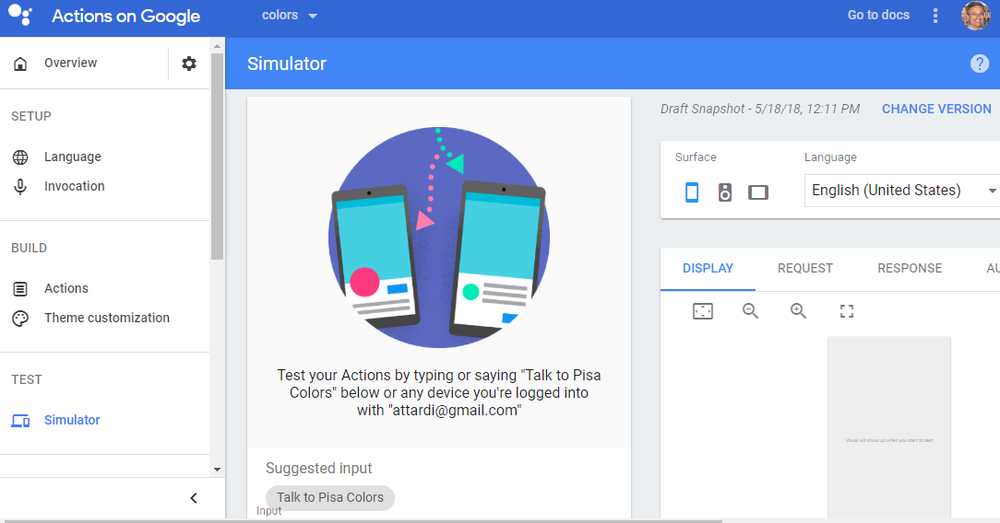 Actions on Google
colors
Go to docs
Overview
Simulator
SETUP
Language
Invocation
BUILD
Actions
Theme customization
TEST
Simulator
Test your Actions by typing or saying "Talk to Pisa
Colors" below or any device you're logged into
with "attardi@gmail.com"
Suggested input
Talk to Pisa Colors
Input
Draft Snapshot - 5/18/18, 12:11 PM
CHANGE VERSION
Surface
Language
English (United States)
DISPLAY
REQUEST
RESPONSE
AU
Visual will show up when you start to test